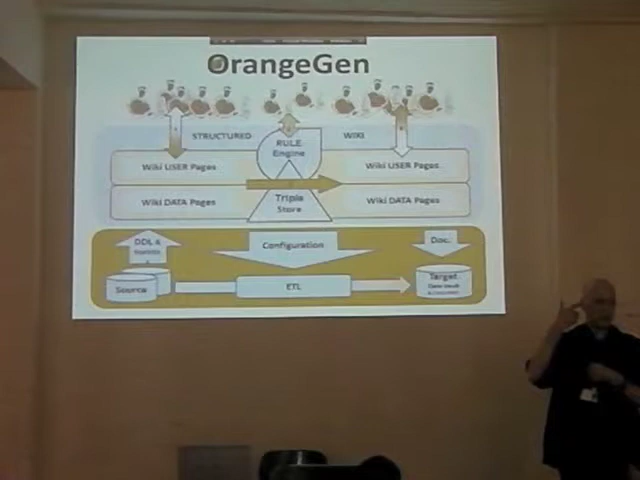 OrangeGen
STRUCTURED WIKI
RULE
Engine
Wiki USER Pages
Wiki USER Pages
Wiki DATA Pages
Triple
Store
Wiki DATA Pages
DDL &
Configuration
Doc.
Source
ETL
Target